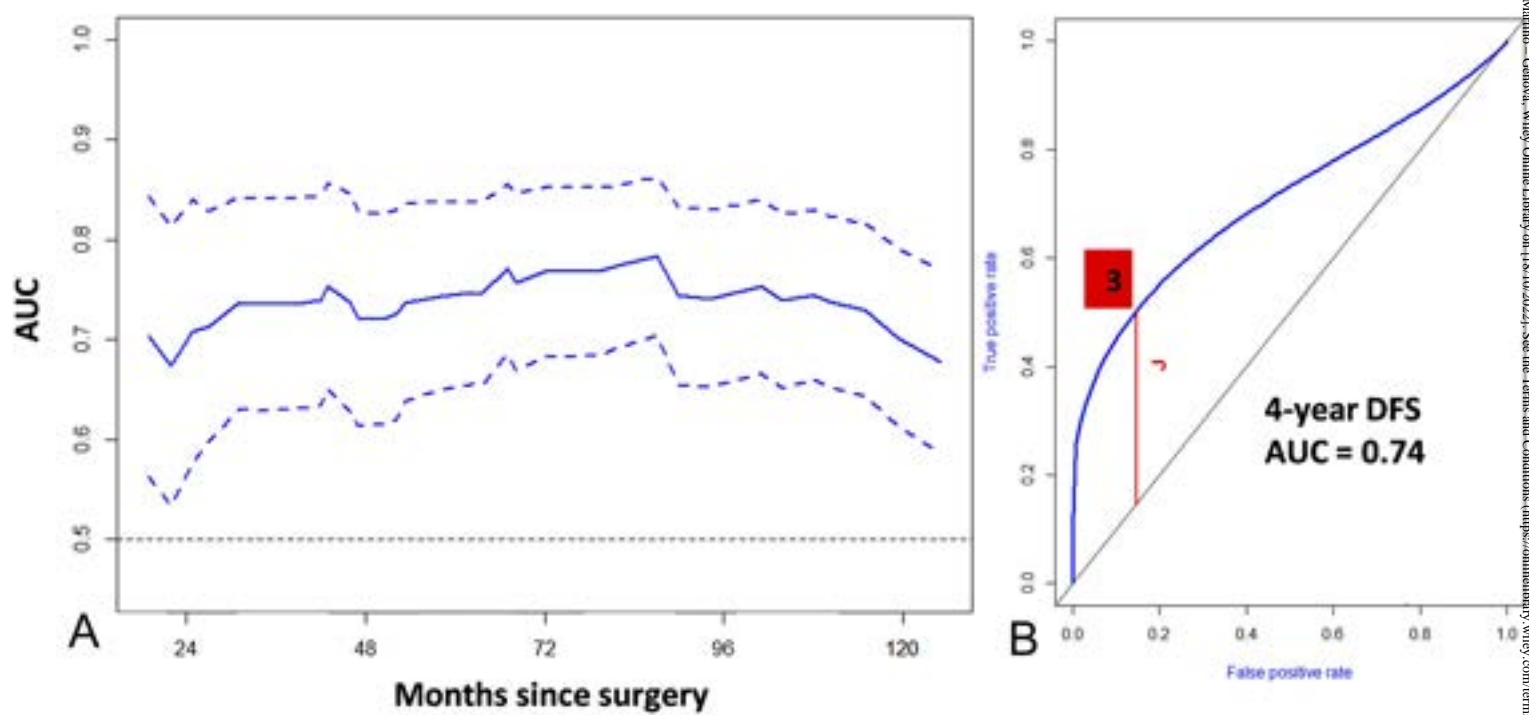 1.0
0.9
0.8
0.7
0.6
0.5
AUC
A
24 48 72 96 120
Months since surgery
1.0
0.8
0.6
0.4
0.2
0.0
True positive rate
3
J
4-year DFS
AUC = 0.74
B
0.0 0.2 0.4 0.6 0.8 1.0
False positive rate